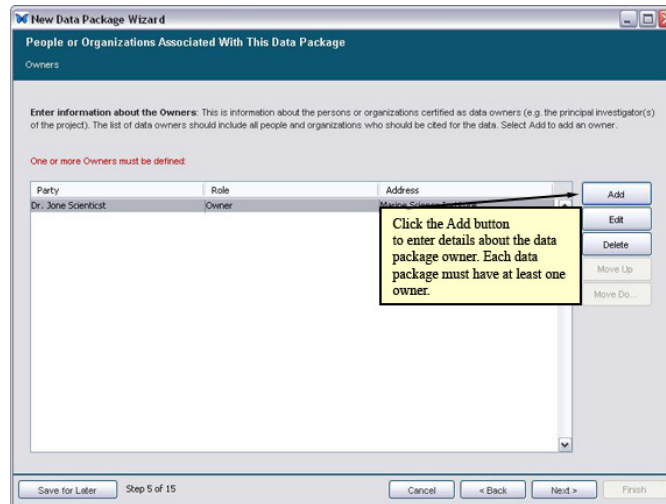 New Data Package Wizard
People or Organizations Associated With This Data Package
Owners
Enter information about the Owners: This is information about the persons or organizations certified as data owners (e.g. the principal investigator(s)
of the project). The list of data owners should include all people and organizations who should be cited for the data. Select Add to add an owner.
One or more Owners must be defined:
Party Role Address
Dr. Jone Scienticst Owner Marine Science
Add
Click the Add button
to enter details about the data
package owner. Each data
package must have at least one
owner.
Edit
Delete
Move Up
Move Do...
Save for Later Step 5 of 15 Cancel < Back Next > Finish